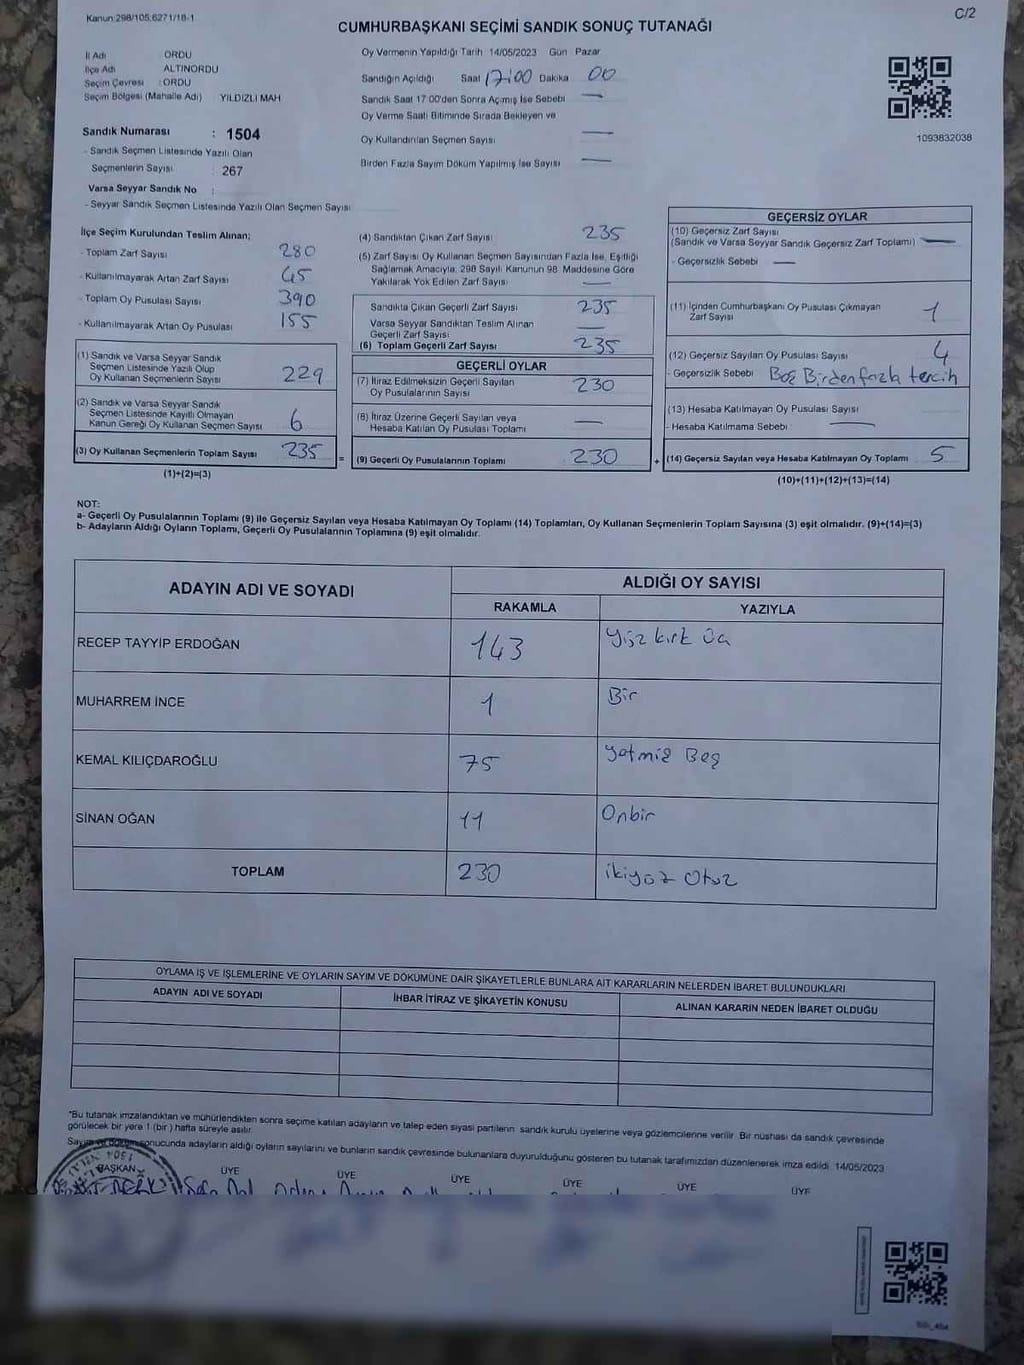 Kanun:298/105;6271/18-1
C/2
CUMHURBAŞKANI SEÇİMİ SANDIK SONUÇ TUTANAĞI
İl Adı ORDU
İlçe Adı ALTINORDU
Seçim Çevresi : ORDU
Seçim Bölgesi (Mahalle Adı) YILDIZLI MAH
Sandık Numarası : 1504
- Sandık Seçmen Listesinde Yazılı Olan
Seçmenlerin Sayısı 267
Varsa Seyyar Sandık No :
- Seyyar Sandık Seçmen Listesinde Yazılı Olan Seçmen Sayısı
Oy Vermenin Yapıldığı Tarih 14/05/2023 Gün Pazar
Sandığın Açıldığı Saat 17:00 Dakika 00
Sandık Saat 17 00'den Sonra Açımış İse Sebebi —
Oy Verme Saati Bitiminde Sırada Bekleyen ve
Oy Kullandırılan Seçmen Sayısı —
Birden Fazla Sayım Döküm Yapılmış İse Sayısı —
1093832038
İlçe Seçim Kurulundan Teslim Alınan;
- Toplam Zarf Sayısı 280
- Kullanılmayarak Artan Zarf Sayısı 45
- Toplam Oy Pusulası Sayısı 390
- Kullanılmayarak Artan Oy Pusulası 155
(1) Sandık ve Varsa Seyyar Sandık
Seçmen Listesinde Yazılı Olup
Oy Kullanan Seçmenlerin Sayısı 229
(2) Sandık ve Varsa Seyyar Sandık
Seçmen Listesinde Kayıtlı Olmayan
Kanun Gereği Oy Kullanan Seçmen Sayısı 6
(3) Oy Kullanan Seçmenlerin Toplam Sayısı 235
(1)+(2)=(3)
(4) Sandıktan Çıkan Zarf Sayısı 235
(5) Zarf Sayısı Oy Kullanan Seçmen Sayısından Fazla İse, Eşitliği
Sağlamak Amacıyla, 298 Sayılı Kanunun 98. Maddesine Göre
Yakılarak Yok Edilen Zarf Sayısı —
Sandıkta Çıkan Geçerli Zarf Sayısı 235
Varsa Seyyar Sandıktan Teslim Alınan
Geçerli Zarf Sayısı —
(6) Toplam Geçerli Zarf Sayısı 235
GEÇERLİ OYLAR
(7) İtiraz Edilmeksizin Geçerli Sayılan
Oy Pusulalarının Sayısı 230
(8) İtiraz Üzerine Geçerli Sayılan veya
Hesaba Katılan Oy Pusulası Toplamı —
= (9) Geçerli Oy Pusulalarının Toplamı 230
GEÇERSİZ OYLAR
(10) Geçersiz Zarf Sayısı
(Sandık ve Varsa Seyyar Sandık Geçersiz Zarf Toplamı) —
- Geçersizlik Sebebi —
(11) İçinden Cumhurbaşkanı Oy Pusulası Çıkmayan
Zarf Sayısı 1
(12) Geçersiz Sayılan Oy Pusulası Sayısı 4
- Geçersizlik Sebebi Boş Birden fazla tercih
(13) Hesaba Katılmayan Oy Pusulası Sayısı
- Hesaba Katılmama Sebebi : —
+ (14) Geçersiz Sayılan veya Hesaba Katılmayan Oy Toplamı 5
(10)+(11)+(12)+(13)=(14)
NOT:
a- Geçerli Oy Pusulalarının Toplamı (9) ile Geçersiz Sayılan veya Hesaba Katılmayan Oy Toplamı (14) Toplamları, Oy Kullanan Seçmenlerin Toplam Sayısına (3) eşit olmalıdır. (9)+(14)=(3)
b- Adayların Aldığı Oyların Toplamı, Geçerli Oy Pusulalarının Toplamına (9) eşit olmalıdır.
ADAYIN ADI VE SOYADI
ALDIĞI OY SAYISI
RAKAMLA YAZIYLA
RECEP TAYYİP ERDOĞAN 143 Yüz kırk üç
MUHARREM İNCE 1 Bir
KEMAL KILIÇDAROĞLU 75 Yetmiş Beş
SİNAN OĞAN 11 Onbir
TOPLAM 230 ikiyüz Otuz
OYLAMA İŞ VE İŞLEMLERİNE VE OYLARIN SAYIM VE DÖKÜMÜNE DAİR ŞİKAYETLERLE BUNLARA AİT KARARLARIN NELERDEN İBARET BULUNDUKLARI
ADAYIN ADI VE SOYADI İHBAR İTİRAZ VE ŞİKAYETİN KONUSU ALINAN KARARIN NEDEN İBARET OLDUĞU
*Bu tutanak imzalandıktan ve mühürlendikten sonra seçime katılan adayların ve talep eden siyasi partilerin sandık kurulu üyelerine veya gözlemcilerine verilir. Bir nüshası da sandık çevresinde
görülecek bir yere 1 (bir) hafta süreyle asılır.
Sayım ve döküm sonucunda adayların aldığı oyların sayılarını ve bunların sandık çevresinde bulunanlara duyurulduğunu gösteren bu tutanak tarafımızdan düzenlenerek imza edildi. 14/05/2023
BAŞKAN ÜYE ÜYE ÜYE ÜYE ÜYE ÜYE